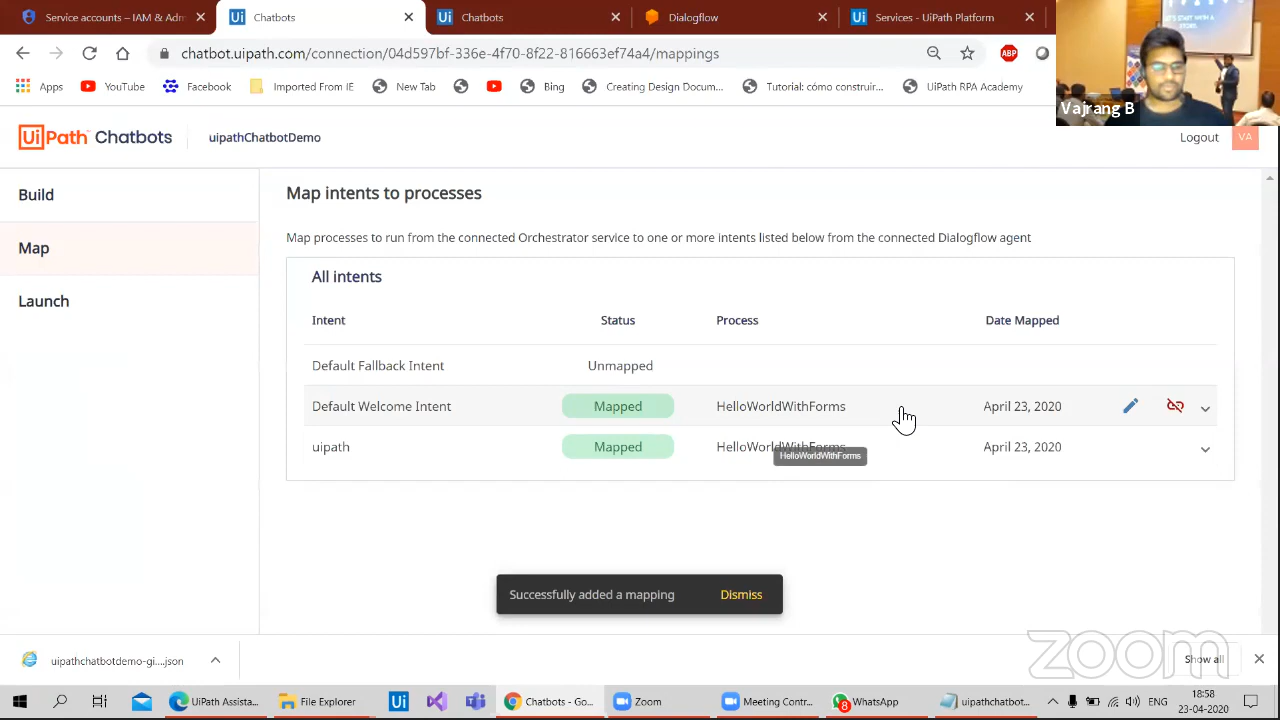 Service accounts – IAM & Adm
Chatbots
Chatbots
Dialogflow
Services - UiPath Platform
chatbot.uipath.com/connection/04d597bf-336e-4f70-8f22-816663ef74a4/mappings
ABP
Apps
YouTube
Facebook
Imported From IE
New Tab
Bing
Creating Design Docum...
Tutorial: cómo construir...
UiPath RPA Academy
LET'S START WITH A
Vajrang B
UiPath Chatbots
uipathChatbotDemo
Logout
VA
Build
Map
Launch
Map intents to processes
Map processes to run from the connected Orchestrator service to one or more intents listed below from the connected Dialogflow agent
All intents
Intent Status Process Date Mapped
Default Fallback Intent Unmapped
Default Welcome Intent Mapped HelloWorldWithForms April 23, 2020
uipath Mapped HelloWorldWithForms April 23, 2020
HelloWorldWithForms
Successfully added a mapping Dismiss
uipathchatbotdemo-gi....json
Show all
zoom
UiPath Assista...
File Explorer
Ui
Chatbots - Go...
Zoom
Meeting Contr...
8
WhatsApp
uipathchatbot...
ENG
18:58
23-04-2020